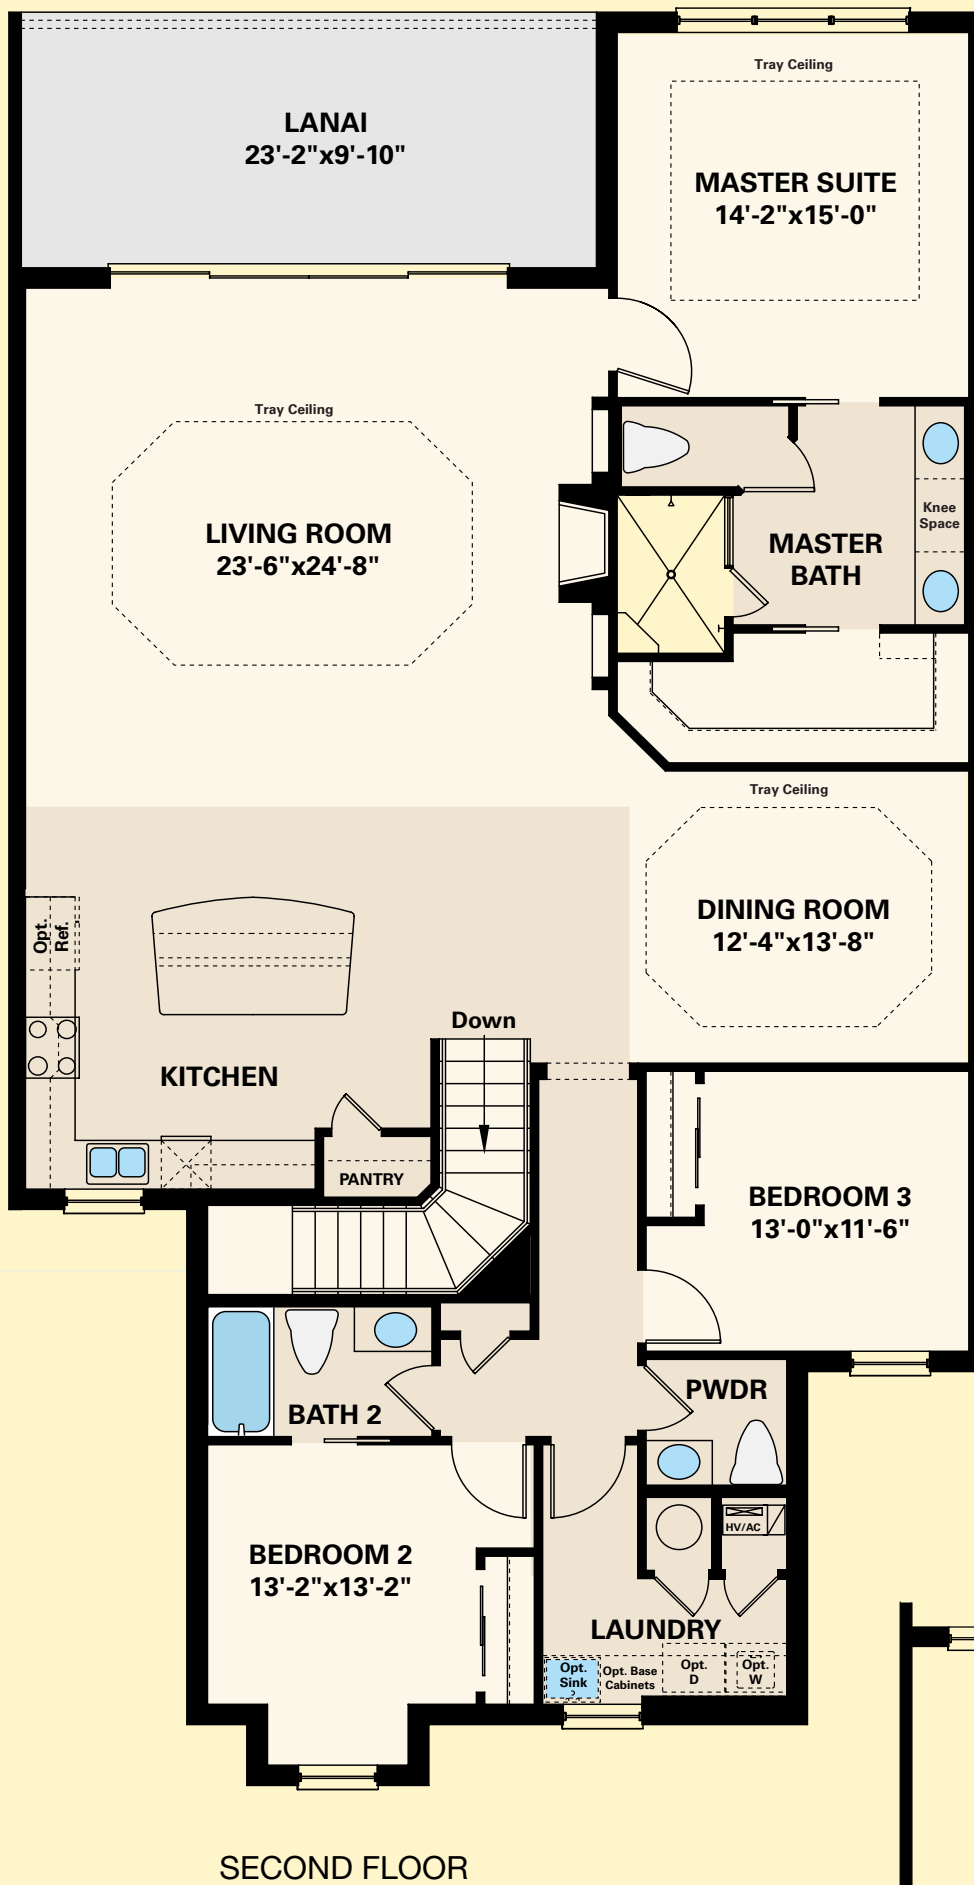 Tray Ceiling
LANAI
23'-2"x9'-10"
MASTER SUITE
14'-2"x15'-0"
Tray Ceiling
LIVING ROOM
23'-6"x24'-8"
Knee
Space
MASTER
BATH
Tray Ceiling
DINING ROOM
12'-4"x13'-8"
Opt.
Ref.
Down
KITCHEN
PANTRY
BEDROOM 3
13'-0"x11'-6"
PWDR
BATH 2
HV/AC
BEDROOM 2
13'-2"x13'-2"
LAUNDRY
Opt.
Sink
Opt. Base
Cabinets
Opt.
D
Opt.
W
SECOND FLOOR